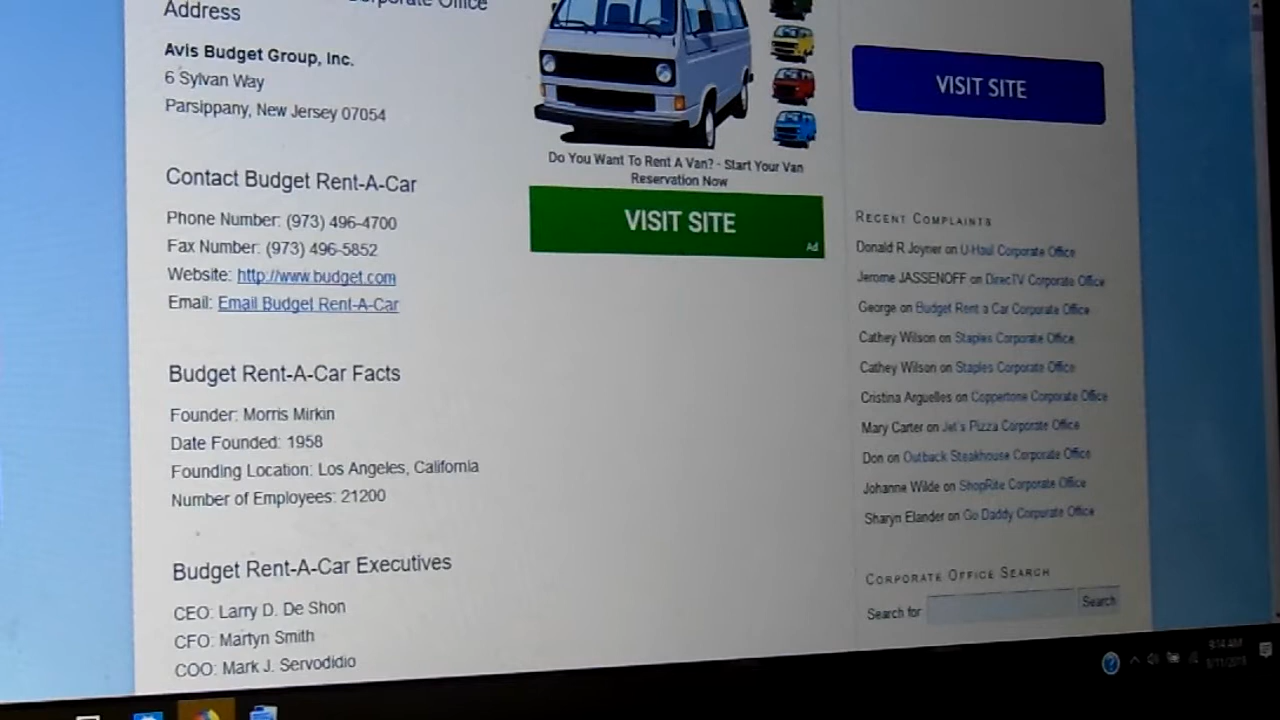 Corporate Office
Address
Avis Budget Group, Inc.
6 Sylvan Way
Parsippany, New Jersey 07054
Contact Budget Rent-A-Car
Phone Number: (973) 496-4700
Fax Number: (973) 496-5852
Website: http://www.budget.com
Email: Email Budget Rent-A-Car
Budget Rent-A-Car Facts
Founder: Morris Mirkin
Date Founded: 1958
Founding Location: Los Angeles, California
Number of Employees: 21200
Budget Rent-A-Car Executives
CEO: Larry D. De Shon
CFO: Martyn Smith
COO: Mark J. Servodidio
Do You Want To Rent A Van? - Start Your Van
Reservation Now
VISIT SITE
Ad
VISIT SITE
RECENT COMPLAINTS
Donald R Joyner on U-Haul Corporate Office
Jerome JASSENOFF on DirecTV Corporate Office
George on Budget Rent a Car Corporate Office
Cathey Wilson on Staples Corporate Office
Cathey Wilson on Staples Corporate Office
Cristina Arguelles on Coppertone Corporate Office
Mary Carter on Jet's Pizza Corporate Office
Don on Outback Steakhouse Corporate Office
Johanne Wilde on ShopRite Corporate Office
Sharyn Elander on Go Daddy Corporate Office
CORPORATE OFFICE SEARCH
Search for
Search
9:14 AM